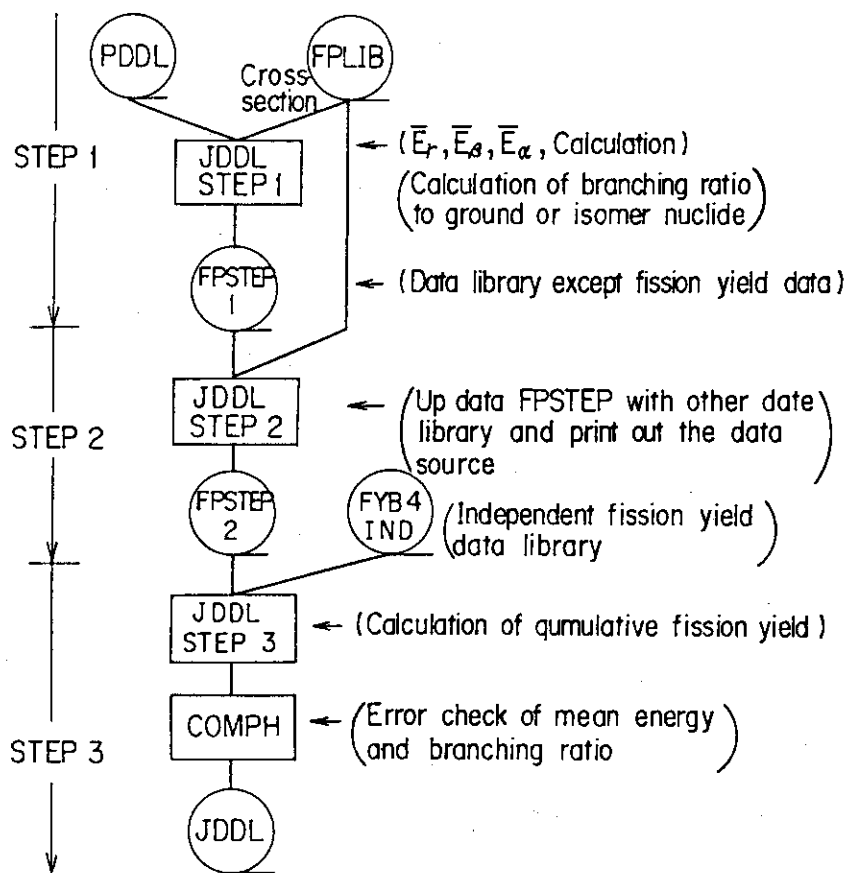 PDDL
FPLIB
Cross-
section
STEP 1
JDDL
STEP 1
(E̅r, E̅β, E̅α, Calculation)
(Calculation of branching ratio
to ground or isomer nuclide)
FPSTEP
1
(Data library except fission yield data)
STEP 2
JDDL
STEP 2
(Up data FPSTEP with other date
library and print out the data
source)
FPSTEP
2
FYB4
IND
(Independent fission yield
data library)
STEP 3
JDDL
STEP 3
(Calculation of qumulative fission yield)
COMPH
(Error check of mean energy
and branching ratio)
JDDL